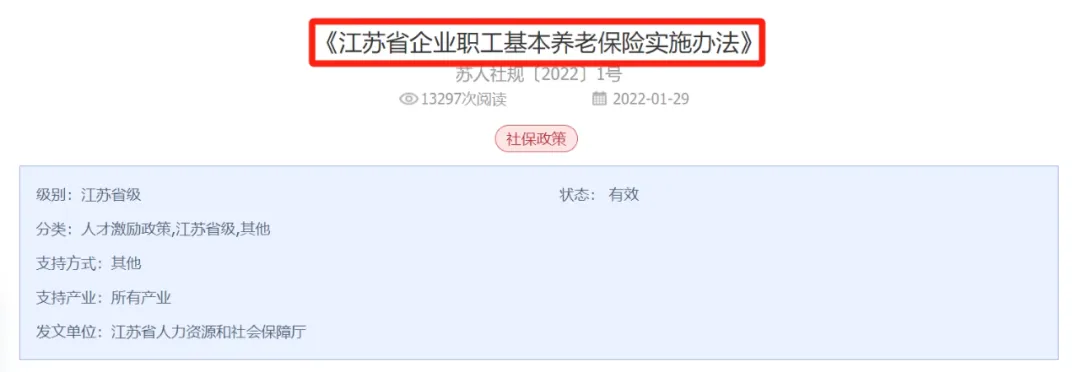 《江苏省企业职工基本养老保险实施办法》
苏人社规〔2022〕1号
13297次阅读 2022-01-29
社保政策
级别：江苏省级 状态： 有效
分类：人才激励政策,江苏省级,其他
支持方式：其他
支持产业：所有产业
发文单位：江苏省人力资源和社会保障厅